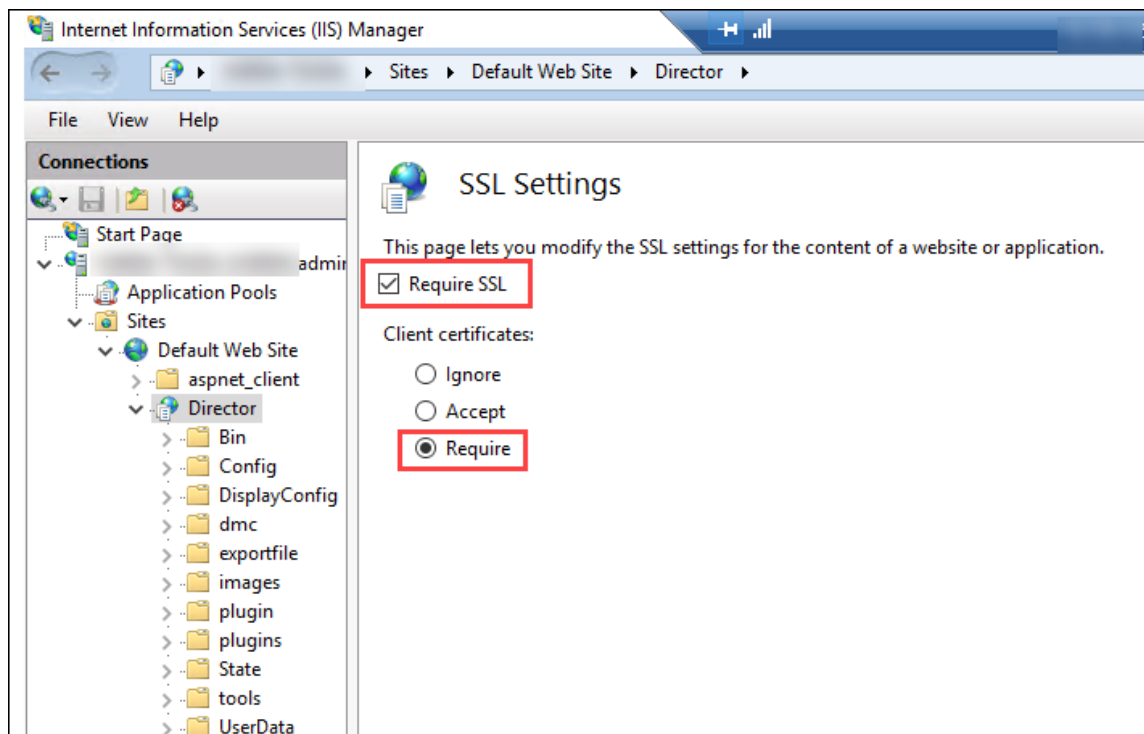 Internet Information Services (IIS) Manager
Sites Default Web Site Director
File View Help
Connections
Start Page
admin
Application Pools
Sites
Default Web Site
aspnet_client
Director
Bin
Config
DisplayConfig
dmc
exportfile
images
plugin
plugins
State
tools
UserData
SSL Settings
This page lets you modify the SSL settings for the content of a website or application.
Require SSL
Client certificates:
Ignore
Accept
Require